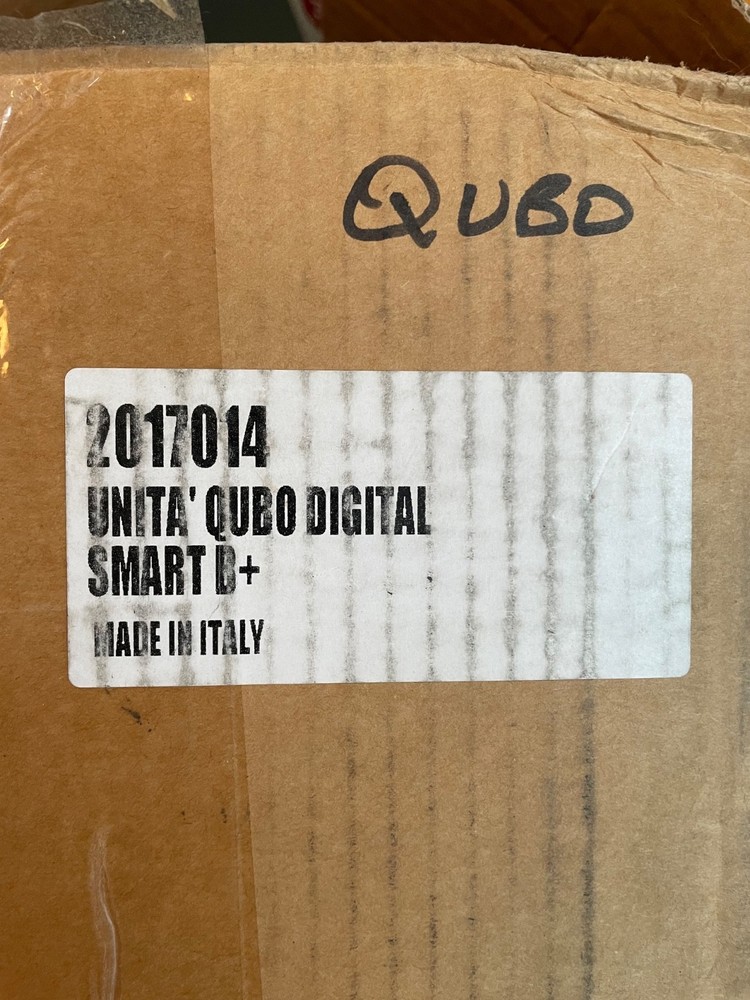 QUBO
2017014
UNITA' QUBO DIGITAL
SMART B+
MADE IN ITALY